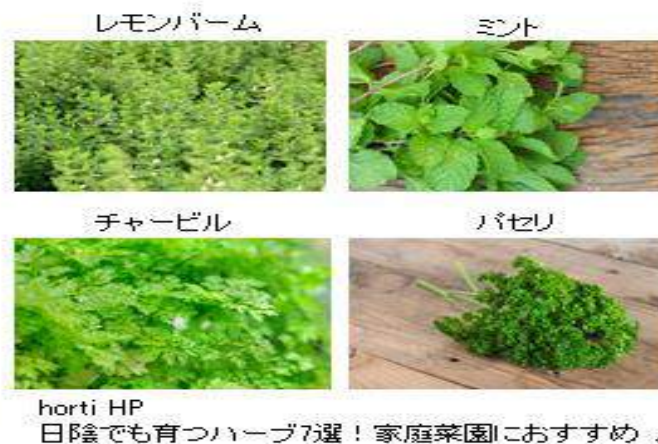 レモンバーム
ミント
チャービル
パセリ
horti HP
日陰でも育つハーブ7選！家庭菜園におすすめ